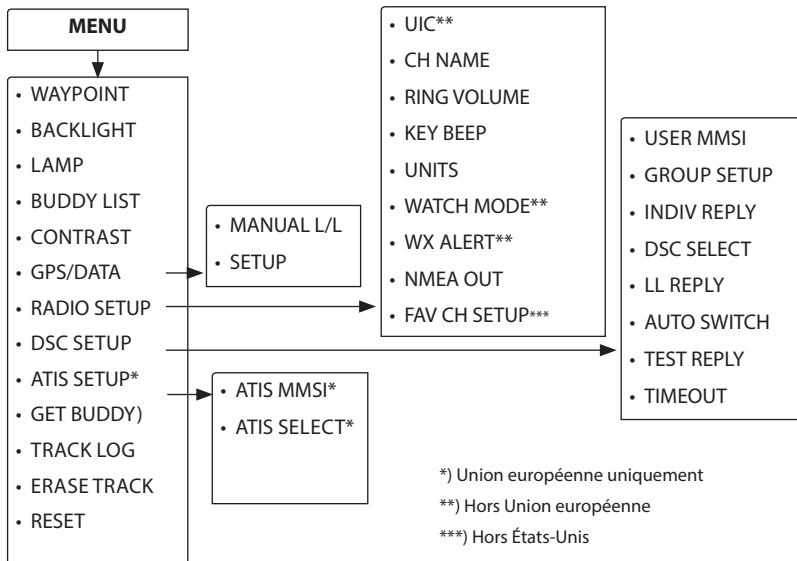 MENU
• WAYPOINT
• BACKLIGHT
• LAMP
• BUDDY LIST
• CONTRAST
• GPS/DATA
• RADIO SETUP
• DSC SETUP
• ATIS SETUP*
• GET BUDDY)
• TRACK LOG
• ERASE TRACK
• RESET
• MANUAL L/L
• SETUP
• UIC**
• CH NAME
• RING VOLUME
• KEY BEEP
• UNITS
• WATCH MODE**
• WX ALERT**
• NMEA OUT
• FAV CH SETUP***
• USER MMSI
• GROUP SETUP
• INDIV REPLY
• DSC SELECT
• LL REPLY
• AUTO SWITCH
• TEST REPLY
• TIMEOUT
• ATIS MMSI*
• ATIS SELECT*
*) Union européenne uniquement
**) Hors Union européenne
***) Hors États-Unis